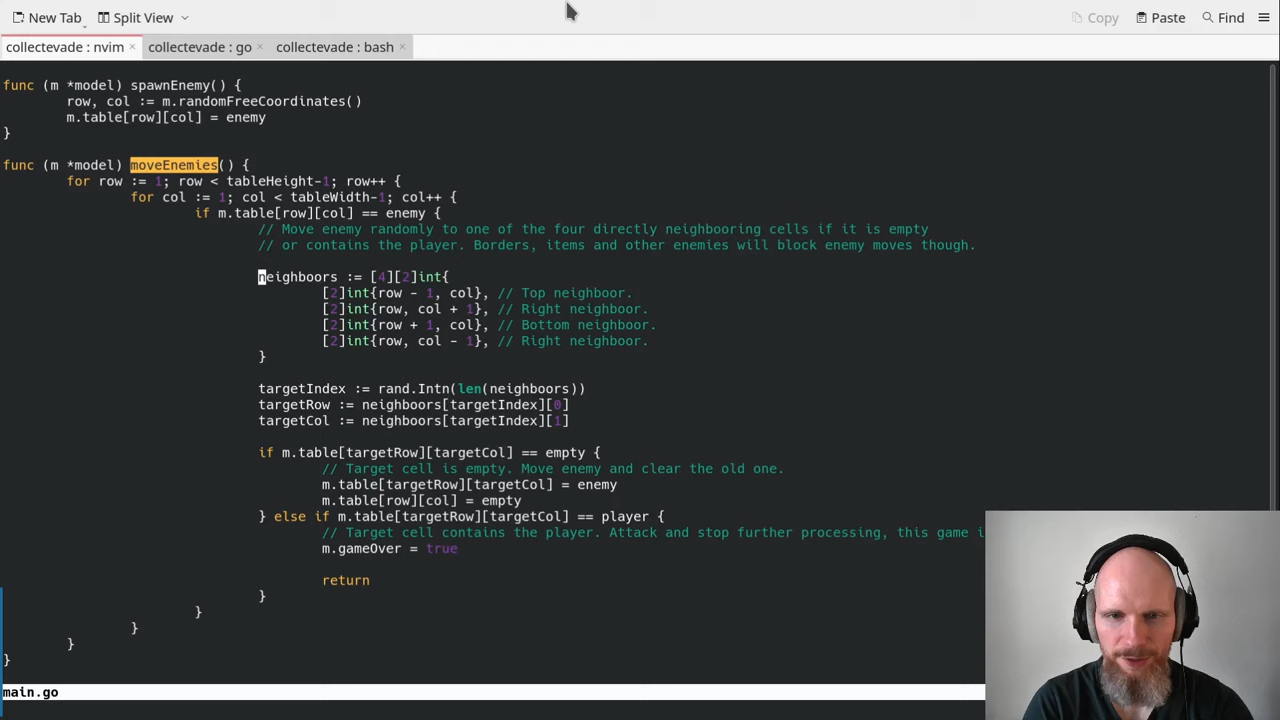 New Tab Split View Copy Paste Find
collectevade : nvim × collectevade : go × collectevade : bash ×
func (m *model) spawnEnemy() {
row, col := m.randomFreeCoordinates()
m.table[row][col] = enemy
}
func (m *model) moveEnemies() {
for row := 1; row < tableHeight-1; row++ {
for col := 1; col < tableWidth-1; col++ {
if m.table[row][col] == enemy {
// Move enemy randomly to one of the four directly neighbouring cells if it is empty
// or contains the player. Borders, items and other enemies will block enemy moves though.
neighboors := [4][2]int{
[2]int{row - 1, col}, // Top neighboor.
[2]int{row, col + 1}, // Right neighboor.
[2]int{row + 1, col}, // Bottom neighboor.
[2]int{row, col - 1}, // Right neighboor.
}
targetIndex := rand.Intn(len(neighboors))
targetRow := neighboors[targetIndex][0]
targetCol := neighboors[targetIndex][1]
if m.table[targetRow][targetCol] == empty {
// Target cell is empty. Move enemy and clear the old one.
m.table[targetRow][targetCol] = enemy
m.table[row][col] = empty
} else if m.table[targetRow][targetCol] == player {
// Target cell contains the player. Attack and stop further processing, this game i
m.gameOver = true
return
}
}
}
}
}
main.go